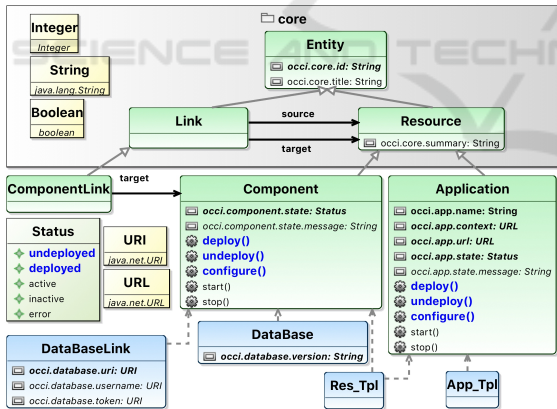 core
SCIENCE AND TECH
Integer
Integer
String
java.lang.String
Boolean
boolean
Entity
occi.core.id: String
occi.core.title: String
Link
source
target
Resource
occi.core.summary: String
ComponentLink
target
Component
occi.component.state: Status
occi.component.state.message: String
deploy()
undeploy()
configure()
start()
stop()
Application
occi.app.name: String
occi.app.context: URL
occi.app.url: URL
occi.app.state: Status
occi.app.state.message: String
deploy()
undeploy()
configure()
start()
stop()
Status
undeployed
deployed
active
inactive
error
URI
java.net.URI
URL
java.net.URL
DataBase
occi.database.version: String
DataBaseLink
occi.database.uri: URI
occi.database.username: URI
occi.database.token: URI
Res_Tpl
App_Tpl